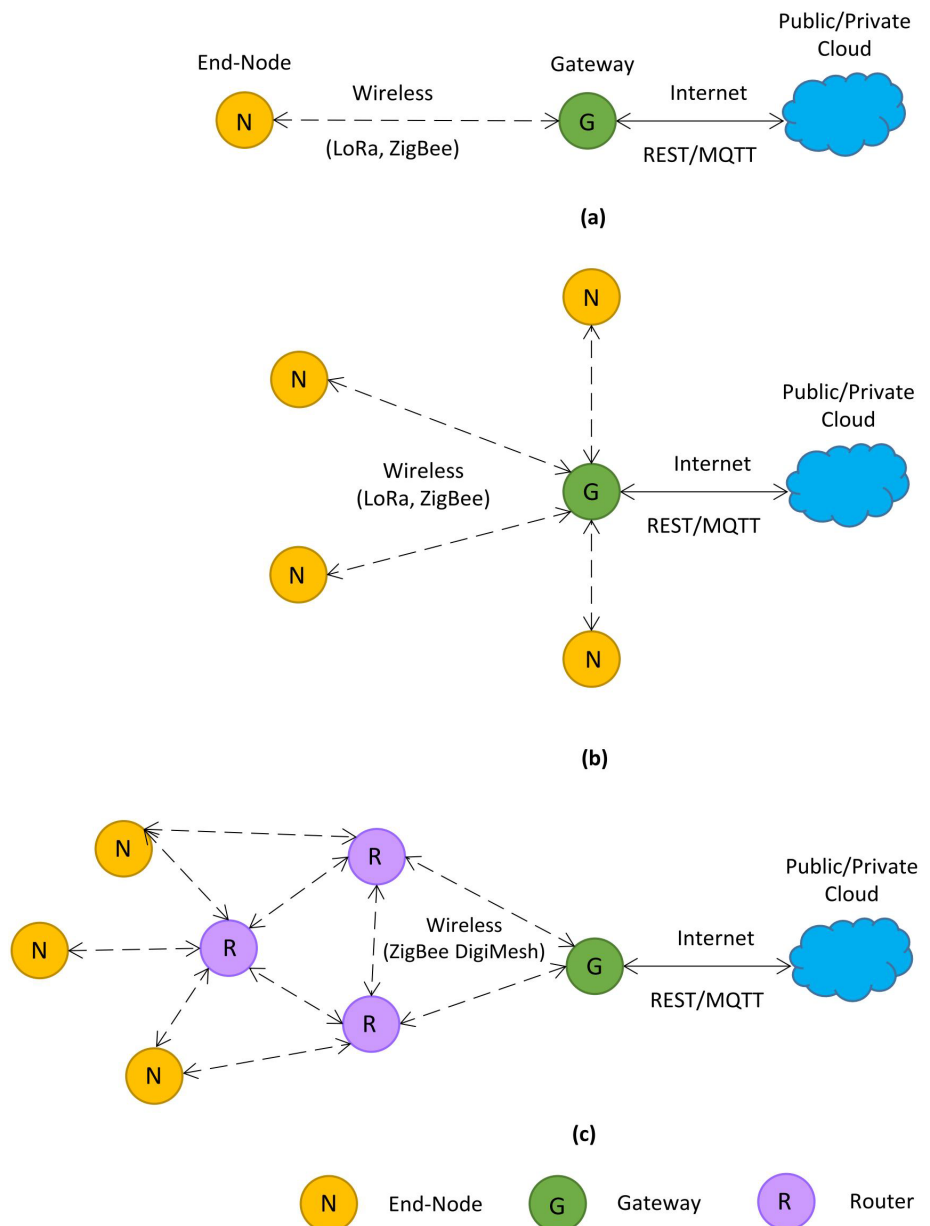 Public/Private
Cloud
End-Node
Gateway
Wireless
Internet
N
G
(LoRa, ZigBee)
REST/MQTT
(a)
N
N
Public/Private
Cloud
Wireless
(LoRa, ZigBee)
Internet
G
REST/MQTT
N
N
(b)
N
R
Public/Private
Cloud
Wireless
(ZigBee DigiMesh)
Internet
N
R
G
REST/MQTT
R
N
(c)
N
End-Node
G
Gateway
R
Router